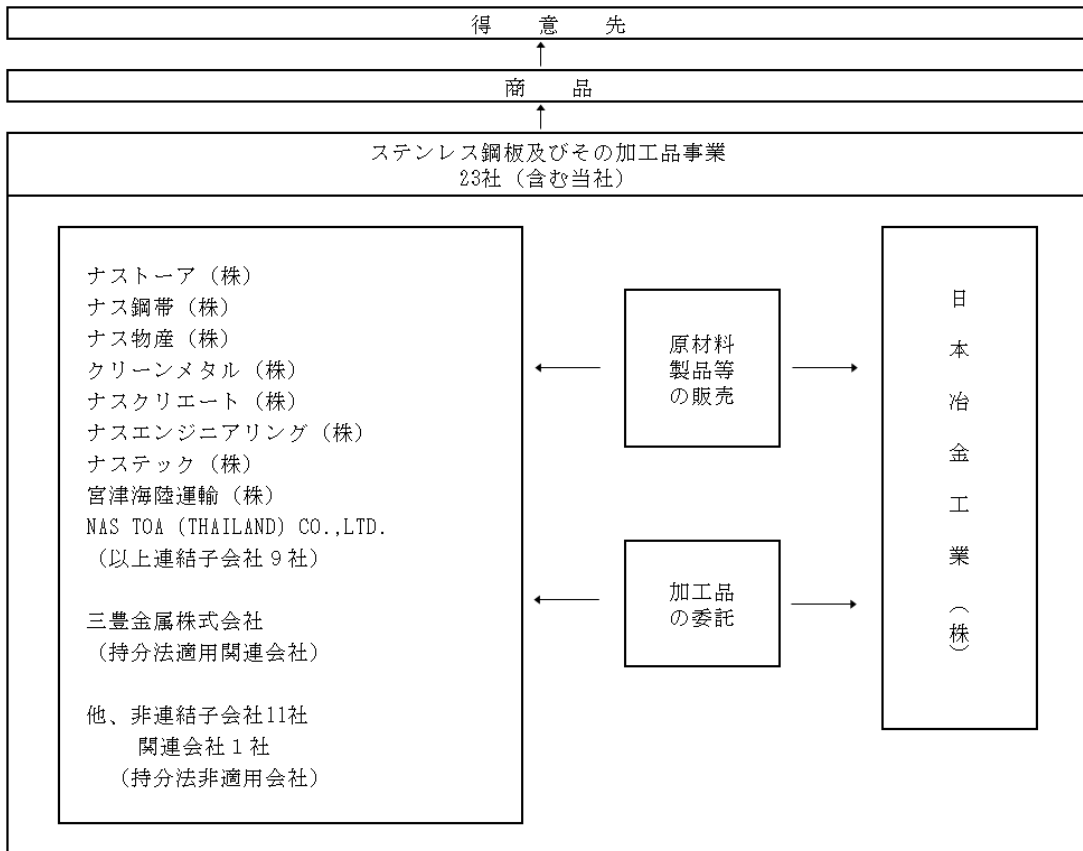 得　意　先
商　品
ステンレス鋼板及びその加工品事業
23社（含む当社）
ナストーア（株）
ナス鋼帯（株）
ナス物産（株）
クリーンメタル（株）
ナスクリエート（株）
ナスエンジニアリング（株）
ナステック（株）
宮津海陸運輸（株）
NAS TOA (THAILAND) CO.,LTD.
（以上連結子会社９社）
三豊金属株式会社
（持分法適用関連会社）
他、非連結子会社11社
関連会社１社
（持分法非適用会社）
原材料
製品等
の販売
加工品
の委託
日本冶金工業（株）